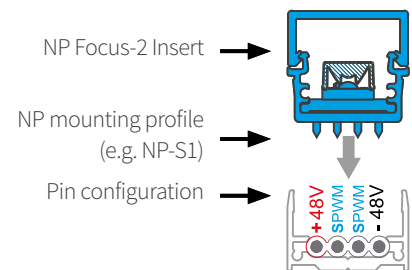 NP Focus-2 Insert
NP mounting profile
(e.g. NP-S1)
Pin configuration
+48V
SPWM
SPWM
-48V